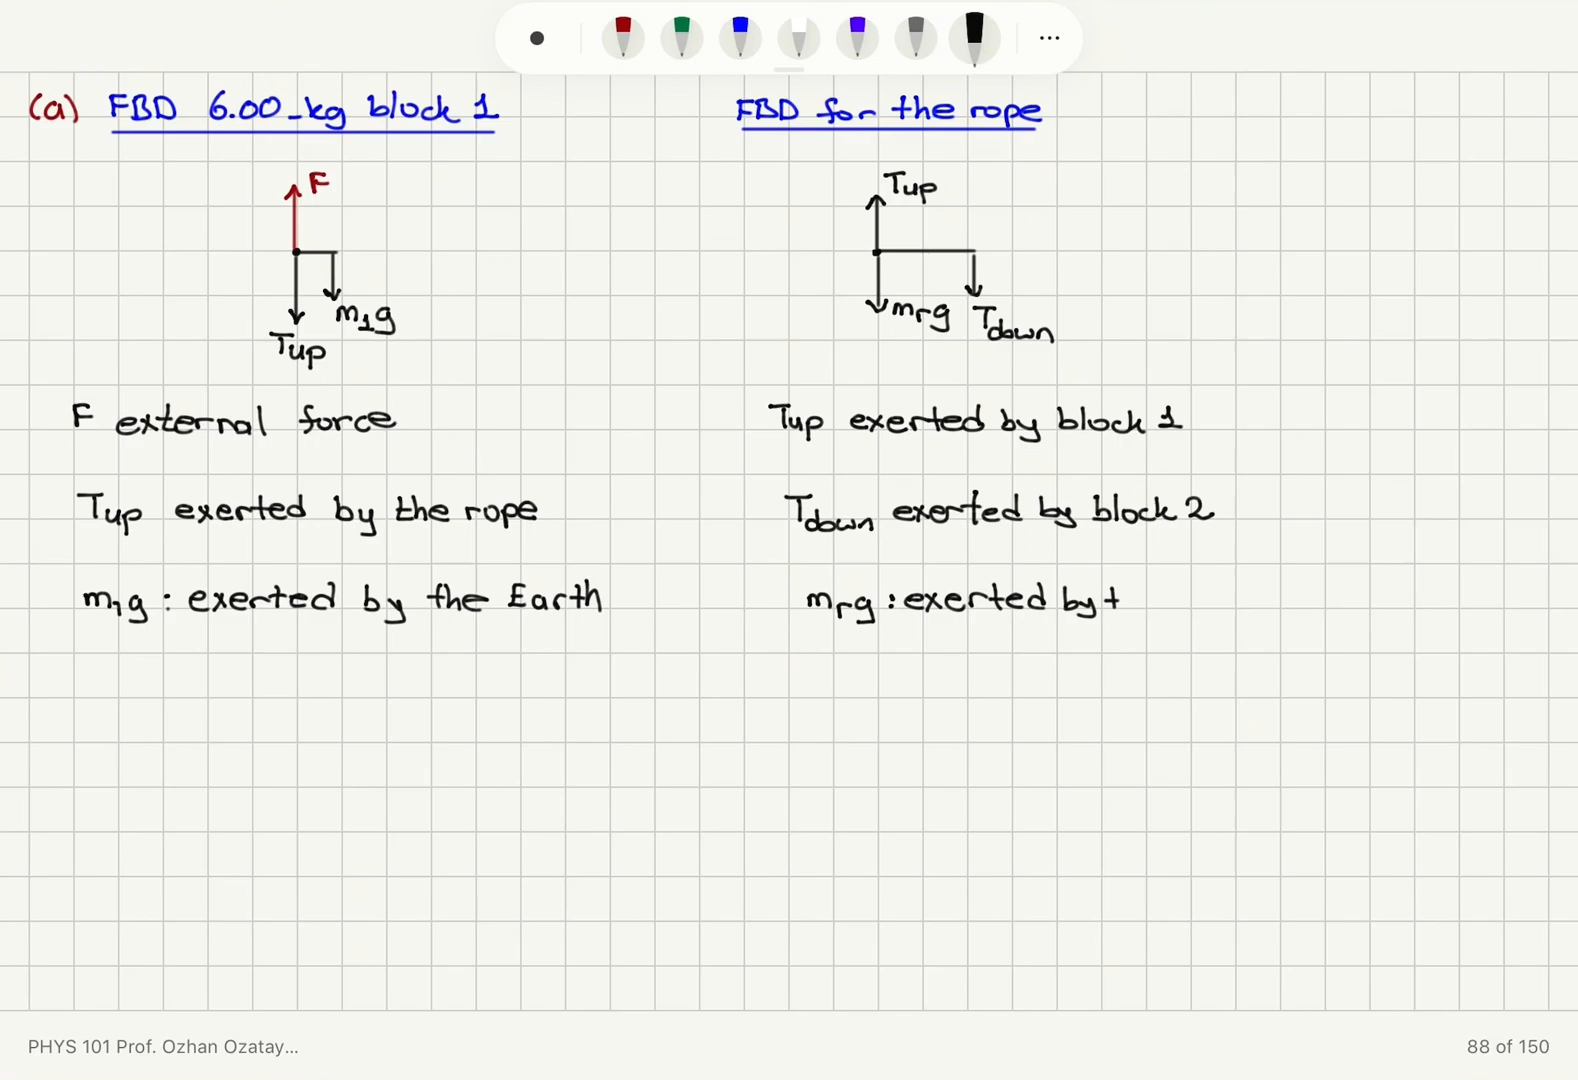 (a) FBD 6.00_kg block 1
F
Tup
m1g
F external force
Tup exerted by the rope
m1g : exerted by the Earth
FBD for the rope
Tup
mrg
Tdown
Tup exerted by block 1
Tdown exerted by block 2
mrg : exerted by t
PHYS 101 Prof. Ozhan Ozatay...
88 of 150